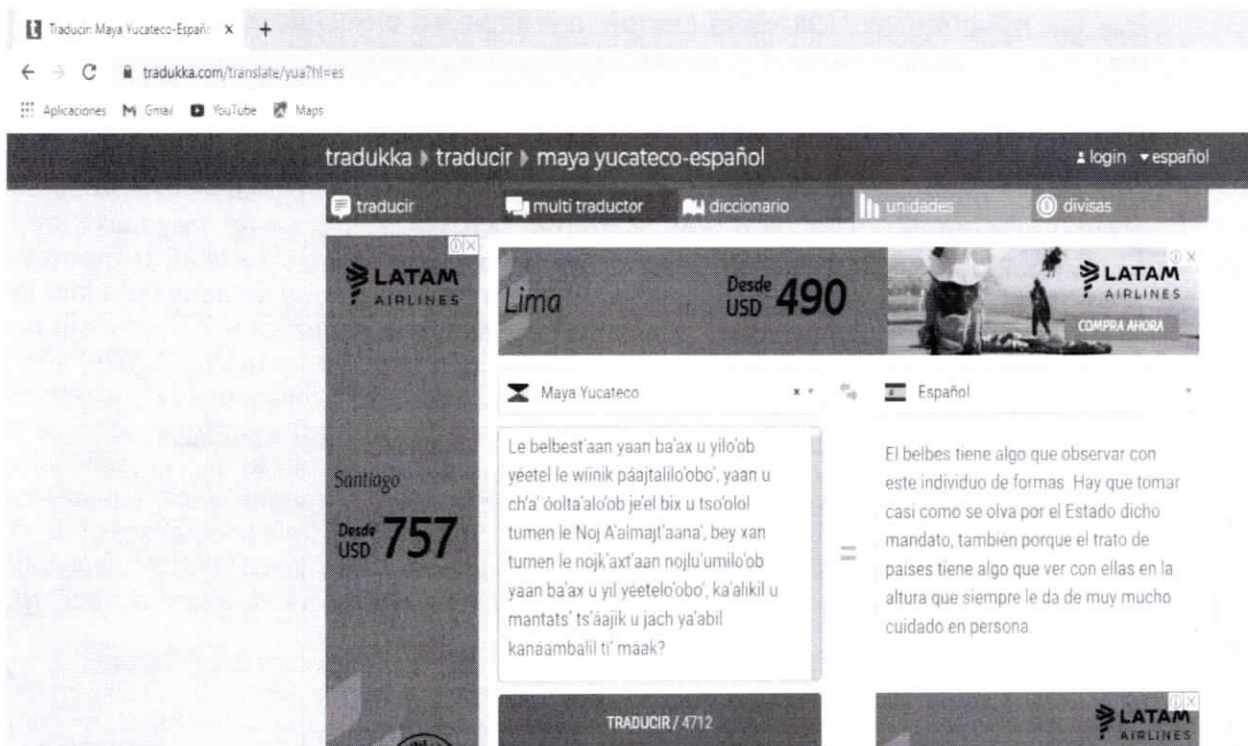 Traducir: Maya Yucateco-Españ x +
tradukka.com/translate/yua?hl=es
Aplicaciones Gmail YouTube Maps
tradukka traducir maya yucateco-español login español
traducir multi traductor diccionario unidades divisas
LATAM
AIRLINES
Lima
Desde
USD 490
LATAM
AIRLINES
COMPRA AHORA
Santiago
Desde
USD 757
Maya Yucateco
Le belbest'aan yaan ba'ax u yilo'ob
yéetel le wíinik páajtalilo'obo', yaan u
ch'a' óolta'alo'ob je'el bix u tso'olol
tumen le Noj A'almajt'aana', bey xan
tumen le nojk'axt'aan nojlu'umilo'ob
yaan ba'ax u yil yéetelo'obo', ka'alikil u
mantats' ts'áajik u jach ya'abil
kanáambalil ti' máak?
TRADUCIR / 4712
=
Español
El belbes tiene algo que observar con
este individuo de formas. Hay que tomar
casi como se olva por el Estado dicho
mandato, también porque el trato de
países tiene algo que ver con ellas en la
altura que siempre le da de muy mucho
cuidado en persona.
LATAM
AIRLINES